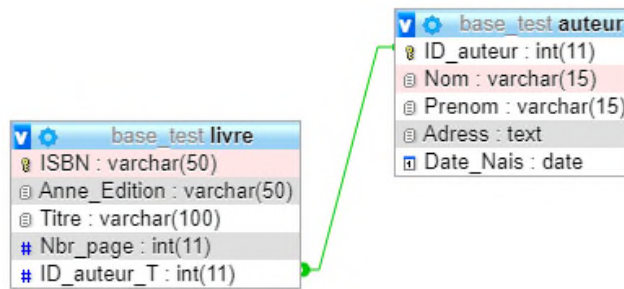 base_test auteur
ID_auteur : int(11)
Nom : varchar(15)
Prenom : varchar(15)
Adress : text
Date_Nais : date
base_test livre
ISBN : varchar(50)
Anne_Edition : varchar(50)
Titre : varchar(100)
Nbr_page : int(11)
ID_auteur_T : int(11)